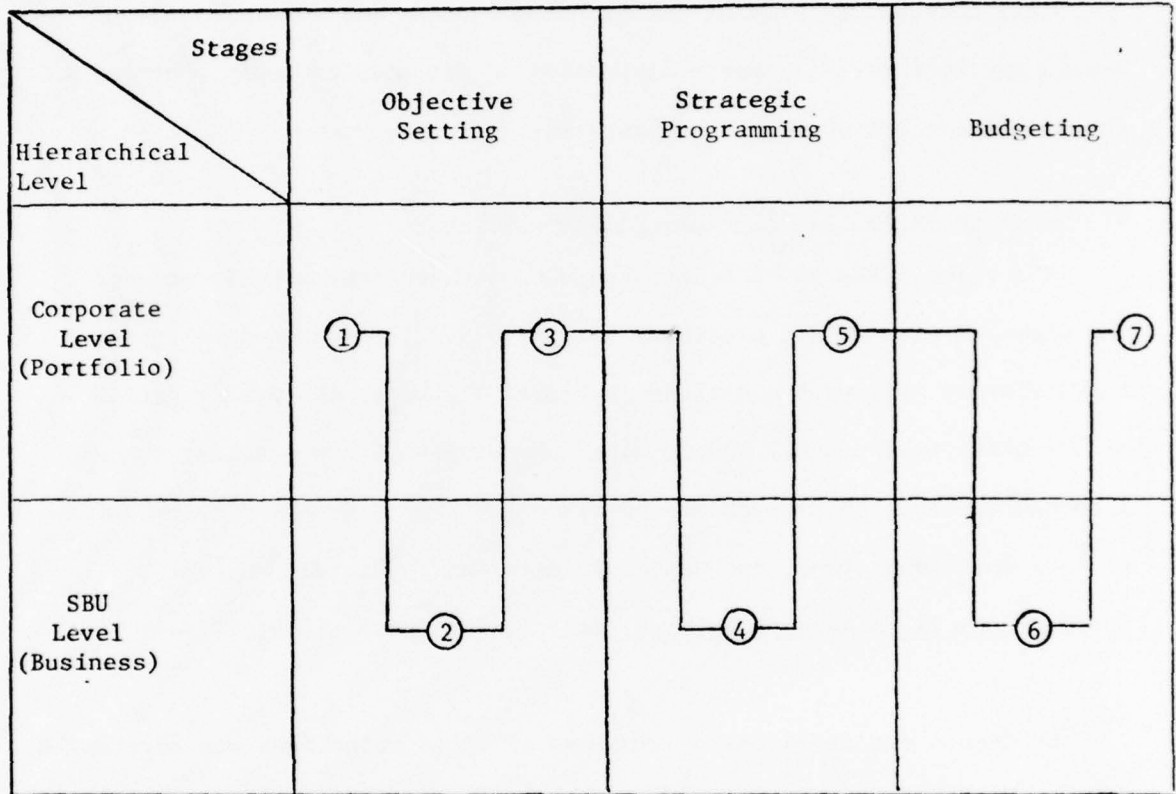 Stages
Hierarchical
Level
Objective
Setting
Strategic
Programming
Budgeting
Corporate
Level
(Portfolio)
1
3
5
7
SBU
Level
(Business)
2
4
6